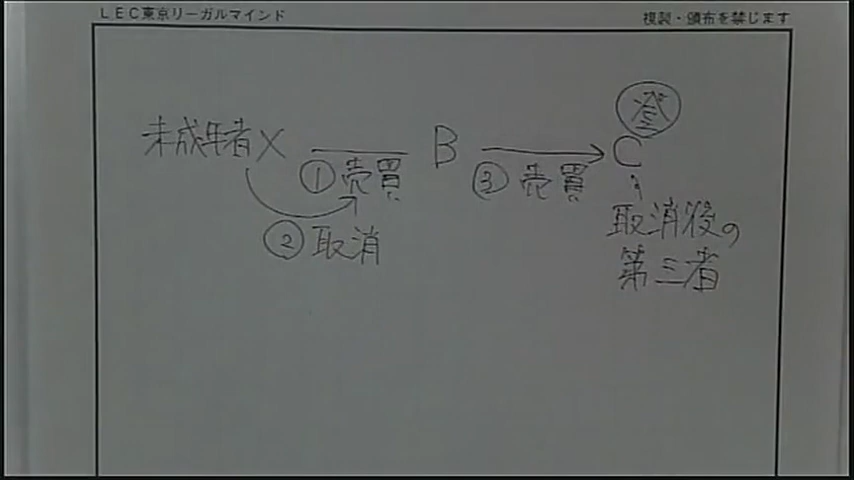 LEC東京リーガルマインド
複製・頒布を禁じます
登
未成年者X
B
C
①売買
③売買
②取消
取消後の
第三者